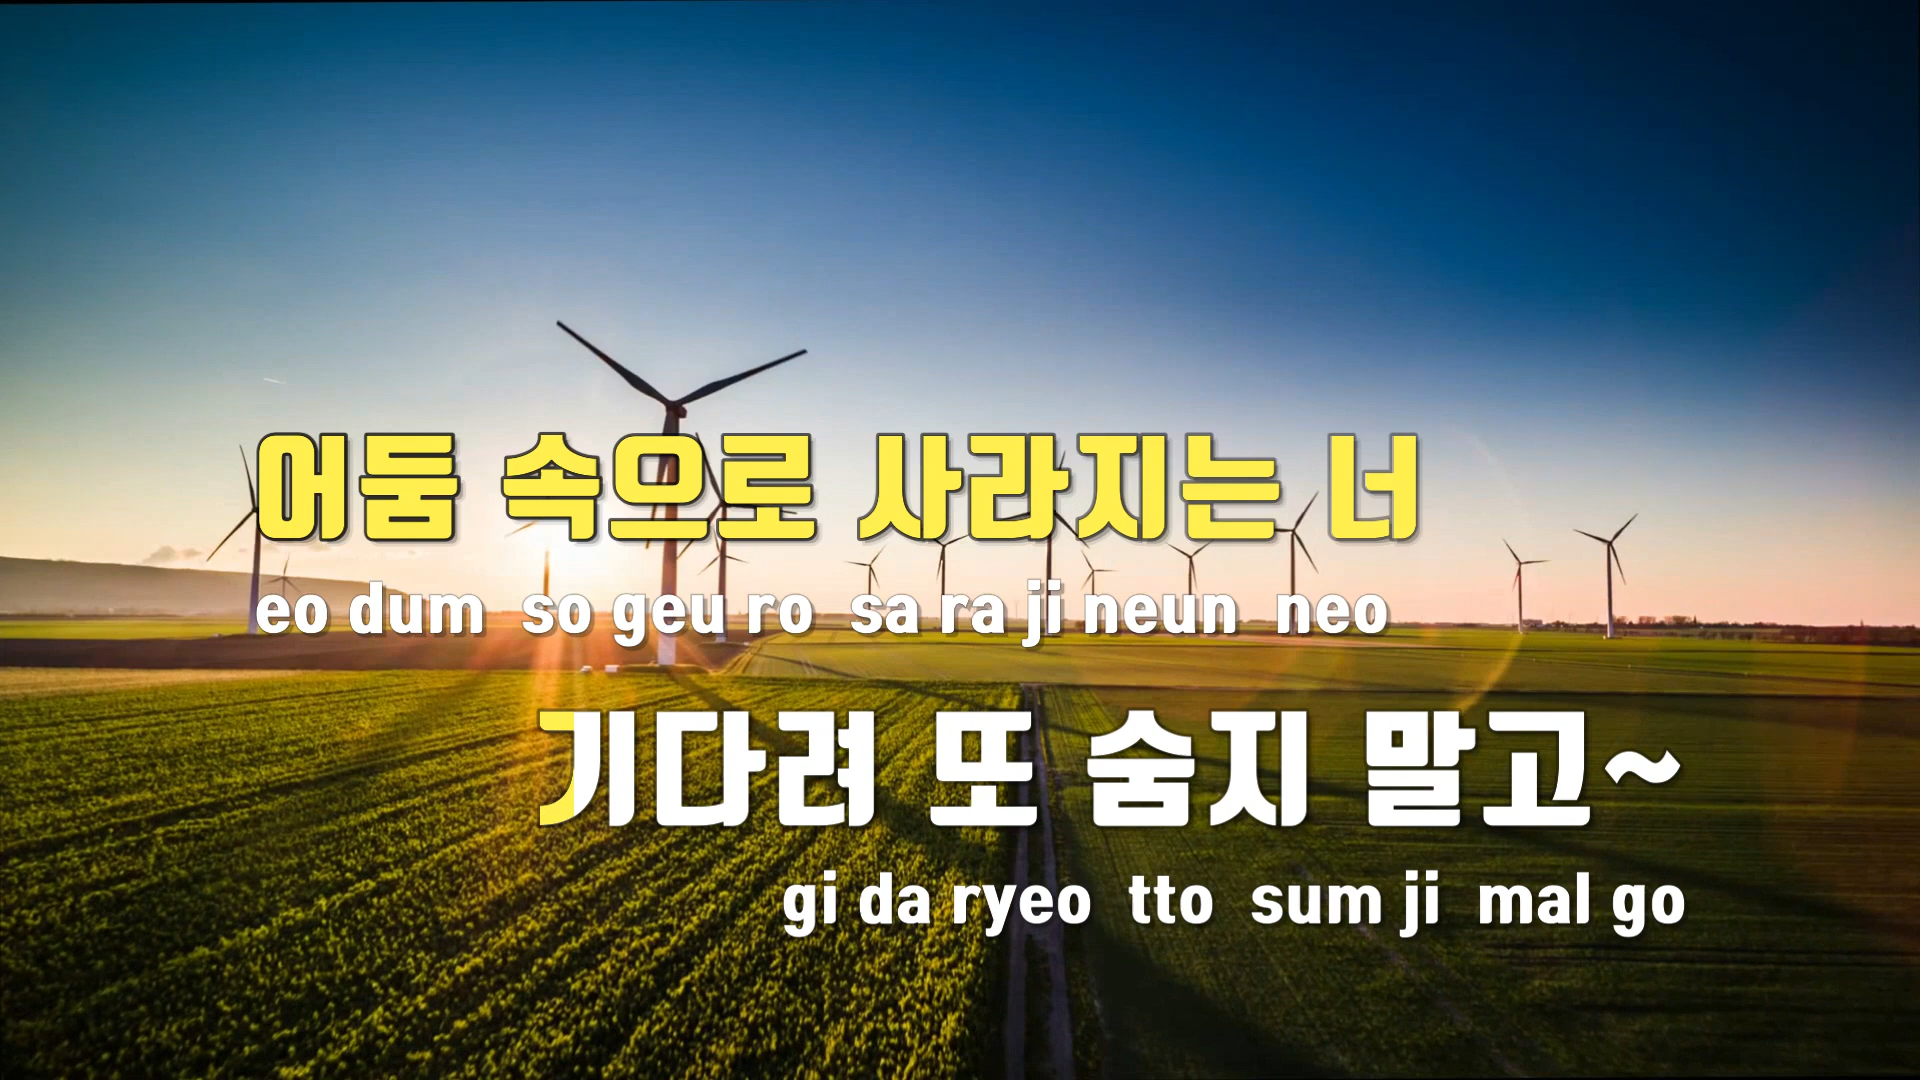 어둠 속으로 사라지는 너
eo dum so geu ro sa ra ji neun neo
기다려 또 숨지 말고~
gi da ryeo tto sum ji mal go